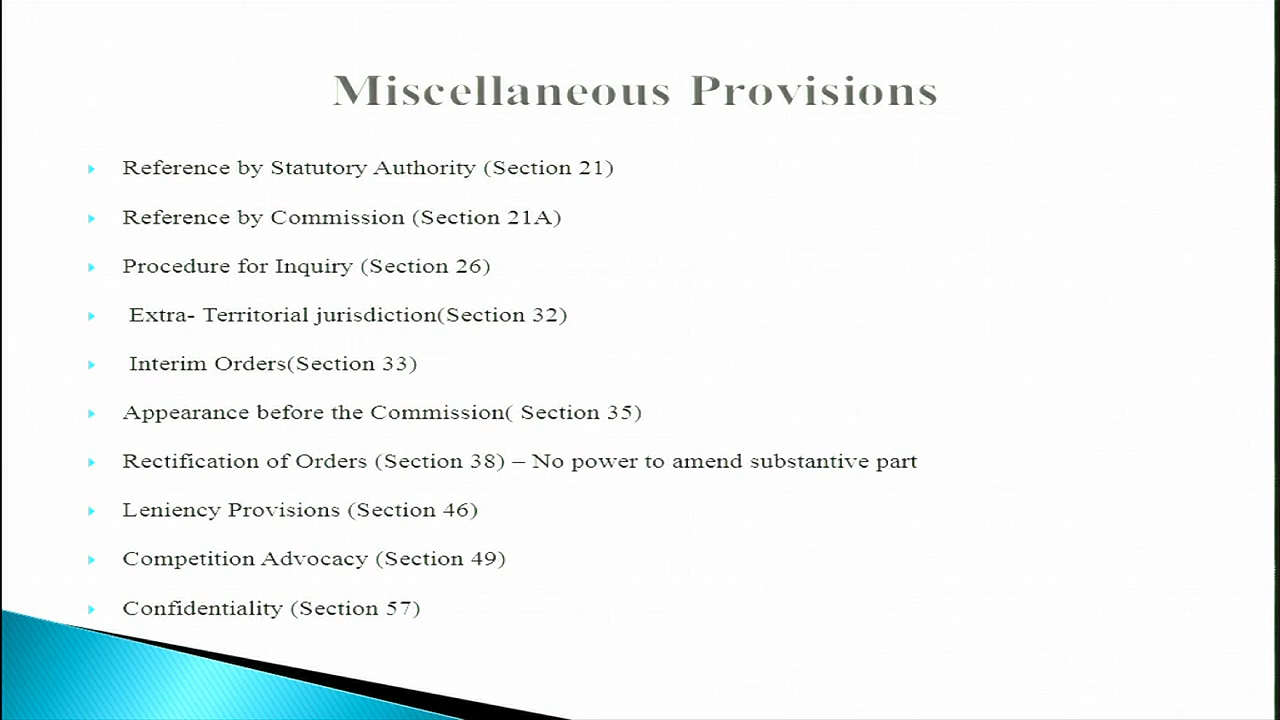 Miscellaneous Provisions
Reference by Statutory Authority (Section 21)
Reference by Commission (Section 21A)
Procedure for Inquiry (Section 26)
Extra- Territorial jurisdiction(Section 32)
Interim Orders(Section 33)
Appearance before the Commission( Section 35)
Rectification of Orders (Section 38) – No power to amend substantive part
Leniency Provisions (Section 46)
Competition Advocacy (Section 49)
Confidentiality (Section 57)